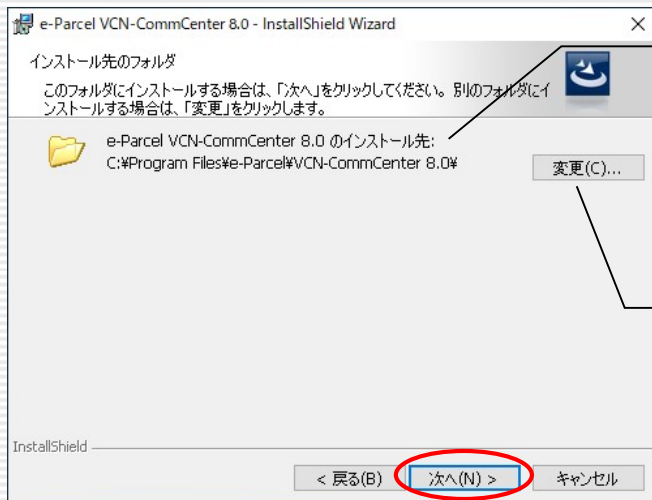 e-Parcel VCN-CommCenter 8.0 - InstallShield Wizard
インストール先のフォルダ
このフォルダにインストールする場合は、「次へ」をクリックしてください。別のフォルダにイ
ンストールする場合は、「変更」をクリックします。
e-Parcel VCN-CommCenter 8.0 のインストール先:
C:¥Program Files¥e-Parcel¥VCN-CommCenter 8.0¥
変更(C)...
InstallShield
< 戻る(B)
次へ(N) >
キャンセル